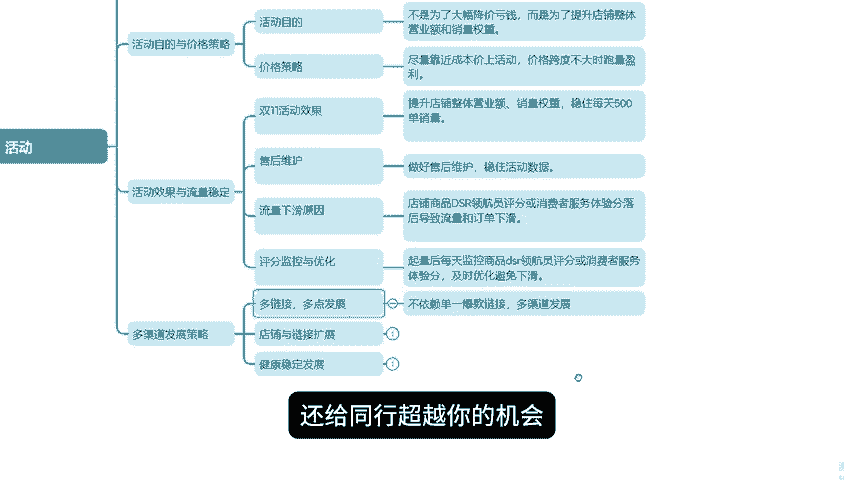 活动
活动目的与价格策略
活动目的
不是为了大幅降价亏钱，而是为了提升店铺整体
营业额和销量权重。
价格策略
尽量靠近成本价上活动，价格跨度不大时跑量盈
利。
活动效果与流量稳定
双11活动效果
提升店铺整体营业额、销量权重，稳住每天500
单销量。
售后维护
做好售后维护，稳住活动数据。
流量下滑原因
店铺商品DSR领航员评分或消费者服务体验分落
后导致流量和订单下滑。
评分监控与优化
起量后每天监控商品dsr领航员评分或消费者服务
体验分，及时优化避免下滑。
多渠道发展策略
多链接，多点发展
不依赖单一爆款链接，多渠道发展
店铺与链接扩展
健康稳定发展
还给同行超越你的机会